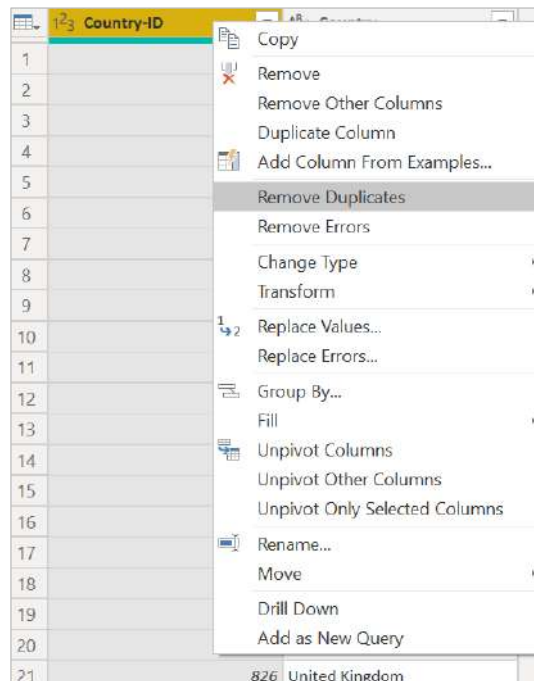 1²3 Country-ID
Copy
Remove
Remove Other Columns
Duplicate Column
Add Column From Examples...
Remove Duplicates
Remove Errors
Change Type
Transform
1 2 Replace Values...
Replace Errors...
Group By...
Fill
Unpivot Columns
Unpivot Other Columns
Unpivot Only Selected Columns
Rename...
Move
Drill Down
Add as New Query
1
2
3
4
5
6
7
8
9
10
11
12
13
14
15
16
17
18
19
20
21 826 United Kingdom